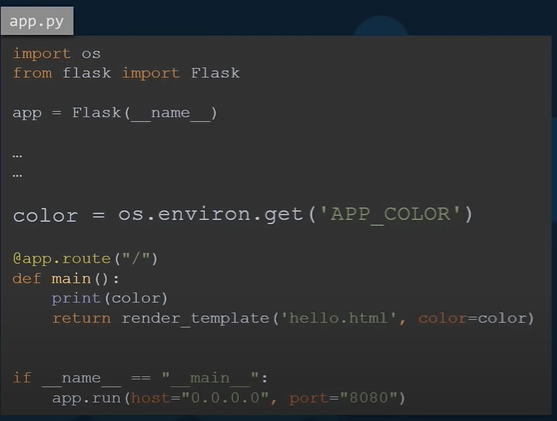 app.py
import os
from flask import Flask
app = Flask(__name__)
…
…
color = os.environ.get('APP_COLOR')
@app.route("/")
def main():
    print(color)
    return render_template('hello.html', color=color)
if __name__ == "__main__":
    app.run(host="0.0.0.0", port="8080")